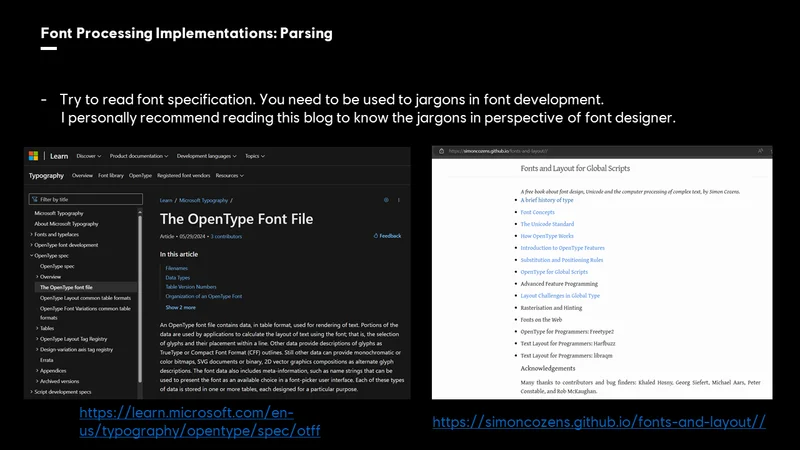 Font Processing Implementations: Parsing
- Try to read font specification. You need to be used to jargons in font development.
I personally recommend reading this blog to know the jargons in perspective of font designer.
Microsoft | Learn Discover Product documentation Development languages Topics
Typography Overview Font library OpenType Registered font vendors Resources
Filter by title
Microsoft Typography
About Microsoft Typography
Fonts and typefaces
OpenType font development
OpenType spec
OpenType spec
Overview
The OpenType font file
OpenType Layout common table formats
OpenType Font Variations common table
formats
Tables
OpenType Layout Tag Registry
Design variation axis tag registry
Errata
Appendices
Archived versions
Script development specs
Learn / Microsoft Typography /
The OpenType Font File
Article • 05/29/2024 • 3 contributors
Feedback
In this article
Filenames
Data Types
Table Version Numbers
Organization of an OpenType Font
Show 2 more
An OpenType font file contains data, in table format, used for rendering of text. Portions of the
data are used by applications to calculate the layout of text using the font; that is, the selection
of glyphs and their placement within a line. Other data provide descriptions of glyphs as
TrueType or Compact Font Format (CFF) outlines. Still other data can provide monochromatic or
color bitmaps, SVG documents or binary, 2D vector graphics compositions as alternate glyph
descriptions. The font data also includes meta-information, such as name strings that can be
used to present the font as an available choice in a font-picker user interface. Each of these types
of data is stored in one or more tables, each designed for a particular purpose.
https://learn.microsoft.com/en-
us/typography/opentype/spec/otff
https://simoncozens.github.io/fonts-and-layout//
Fonts and Layout for Global Scripts
A free book about font design, Unicode and the computer processing of complex text, by Simon Cozens.
• A brief history of type
• Font Concepts
• The Unicode Standard
• How OpenType Works
• Introduction to OpenType Features
• Substitution and Positioning Rules
• OpenType for Global Scripts
• Advanced Feature Programming
• Layout Challenges in Global Type
• Rasterisation and Hinting
• Fonts on the Web
• OpenType for Programmers: Freetype2
• Text Layout for Programmers: Harfbuzz
• Text Layout for Programmers: libraqm
Acknowledgements
Many thanks to contributors and bug finders: Khaled Hosny, Georg Siefert, Michael Aars, Peter
Constable, and Rob McKaughan.
https://simoncozens.github.io/fonts-and-layout//